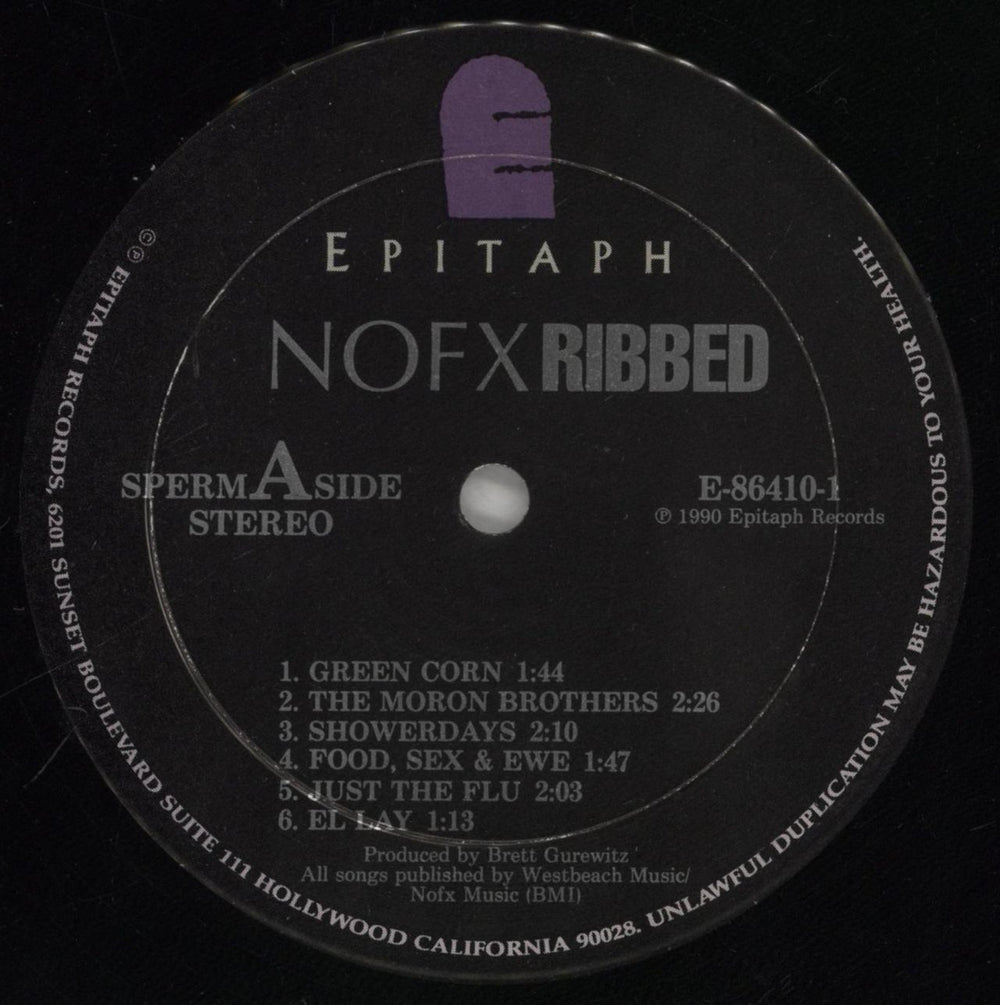 E
EPITAPH
NOFX RIBBED
SPERMASIDE
STEREO
E-86410-1
℗ 1990 Epitaph Records
1. GREEN CORN 1:44
2. THE MORON BROTHERS 2:26
3. SHOWERDAYS 2:10
4. FOOD, SEX & EWE 1:47
5. JUST THE FLU 2:03
6. EL LAY 1:13
Produced by Brett Gurewitz
All songs published by Westbeach Music/
Nofx Music (BMI)
©℗ EPITAPH RECORDS, 6201 SUNSET BOULEVARD SUITE 111 HOLLYWOOD CALIFORNIA 90028. UNLAWFUL DUPLICATION MAY BE HAZARDOUS TO YOUR HEALTH.